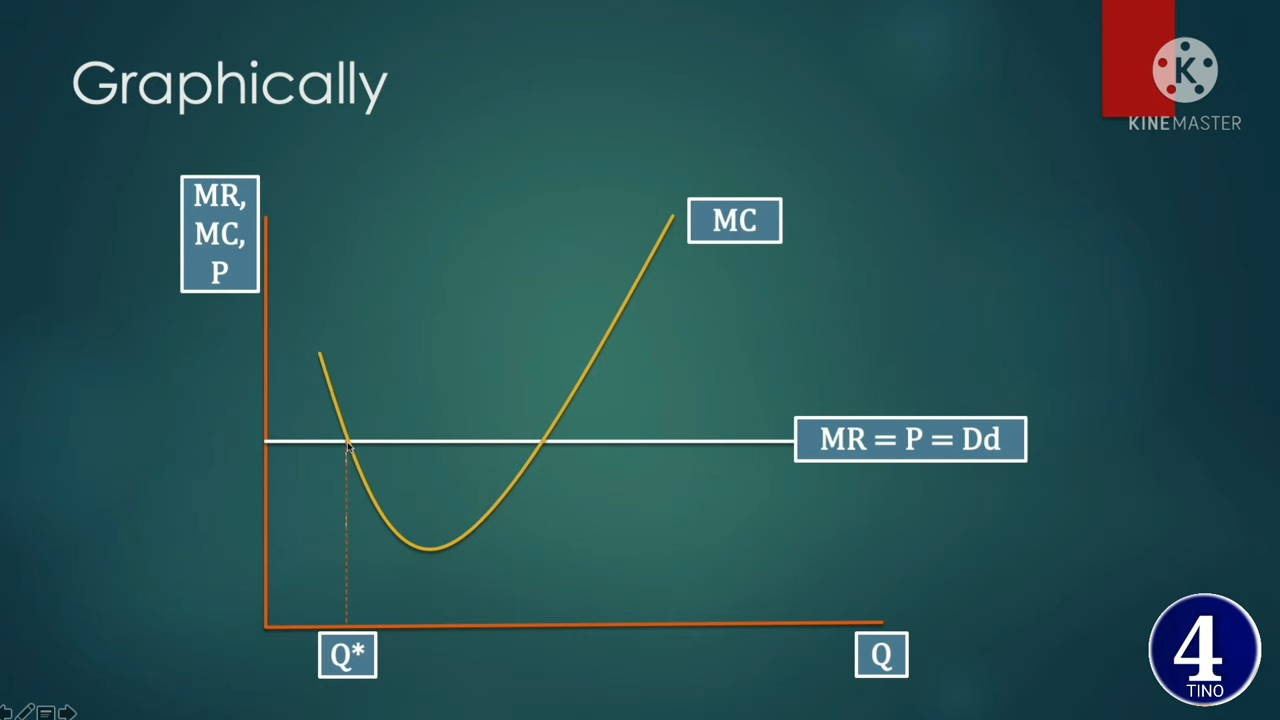 Graphically
K
KINEMASTER
MR,
MC,
P
MC
MR = P = Dd
Q*
Q
4
TINO